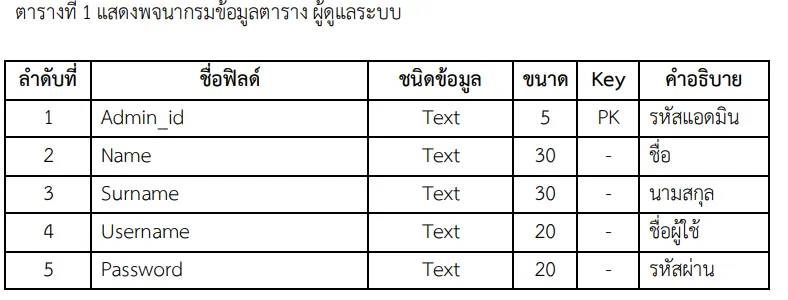 ตารางที่ 1 แสดงพจนากรมข้อมูลตาราง ผู้ดูแลระบบ
ลำดับที่ ชื่อฟิลด์ ชนิดข้อมูล ขนาด Key คำอธิบาย
1 Admin_id Text 5 PK รหัสแอดมิน
2 Name Text 30 - ชื่อ
3 Surname Text 30 - นามสกุล
4 Username Text 20 - ชื่อผู้ใช้
5 Password Text 20 - รหัสผ่าน